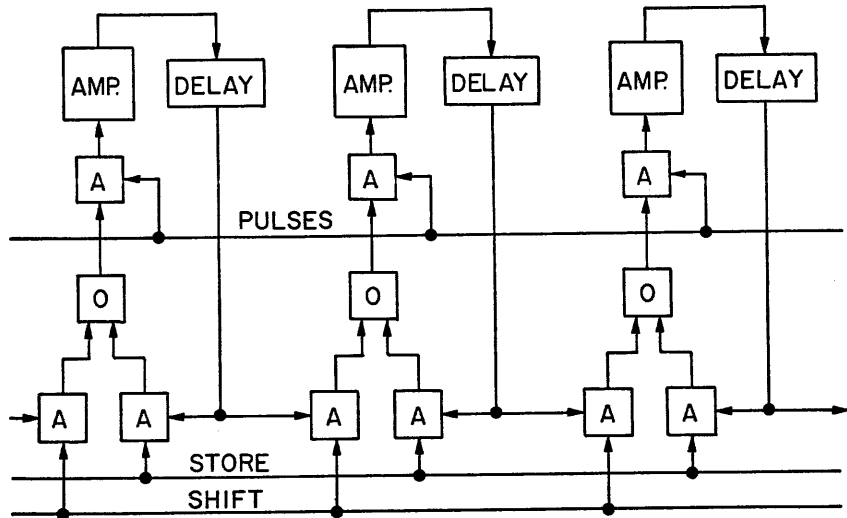 AMP. DELAY AMP. DELAY AMP. DELAY
A A A
PULSES
O O O
A A A A A A
STORE
SHIFT